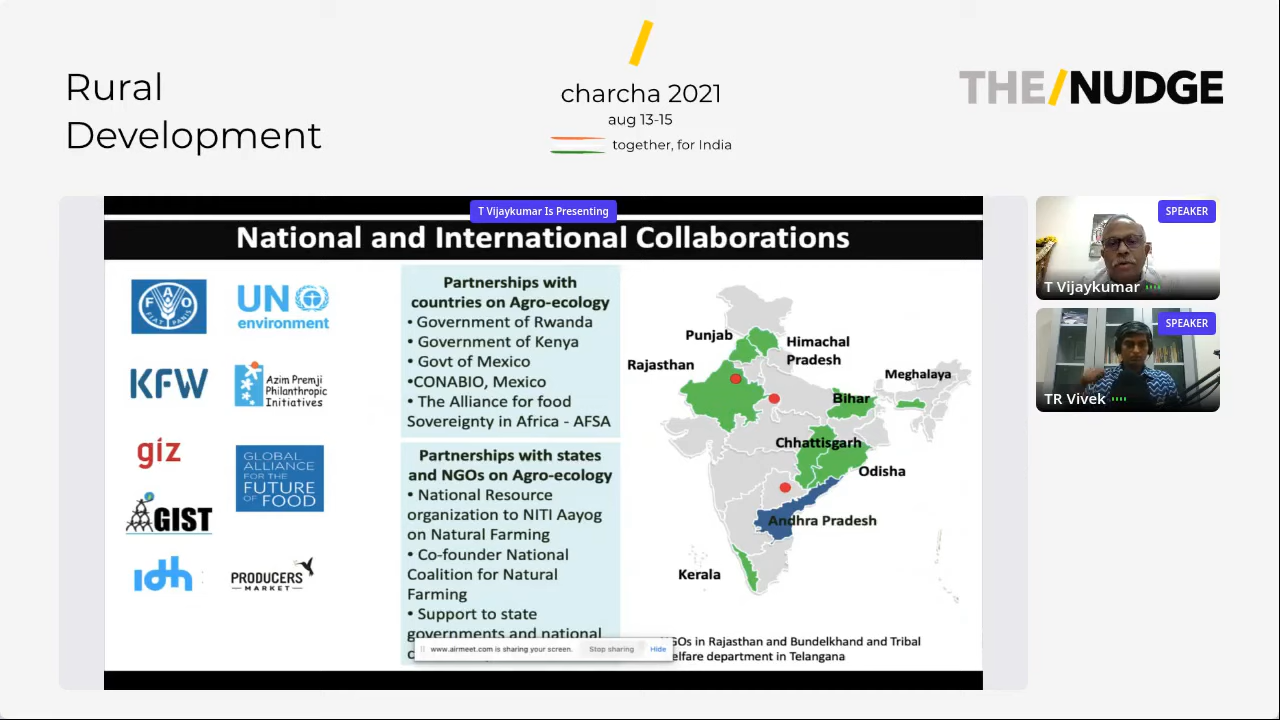 Rural
Development
charcha 2021
aug 13-15
together, for India
THE/NUDGE
T Vijaykumar Is Presenting
National and International Collaborations
FAO
FIAT PANIS
UN
environment
KFW
Azim Premji
Philanthropic
Initiatives
giz
GLOBAL
ALLIANCE
FOR THE
FUTURE
OF FOOD
GIST
idh
PRODUCERS
MARKET
Partnerships with
countries on Agro-ecology
• Government of Rwanda
• Government of Kenya
• Govt of Mexico
•CONABIO, Mexico
• The Alliance for food
Sovereignty in Africa - AFSA
Partnerships with states
and NGOs on Agro-ecology
• National Resource
organization to NITI Aayog
on Natural Farming
• Co-founder National
Coalition for Natural
Farming
• Support to state
governments and national
www.airmeet.com is sharing your screen.
Stop sharing
Hide
Punjab
Himachal
Pradesh
Rajasthan
Meghalaya
Bihar
Chhattisgarh
Odisha
Andhra Pradesh
Kerala
in Rajasthan and Bundelkhand and Tribal
department in Telangana
SPEAKER
T Vijaykumar
SPEAKER
TR Vivek